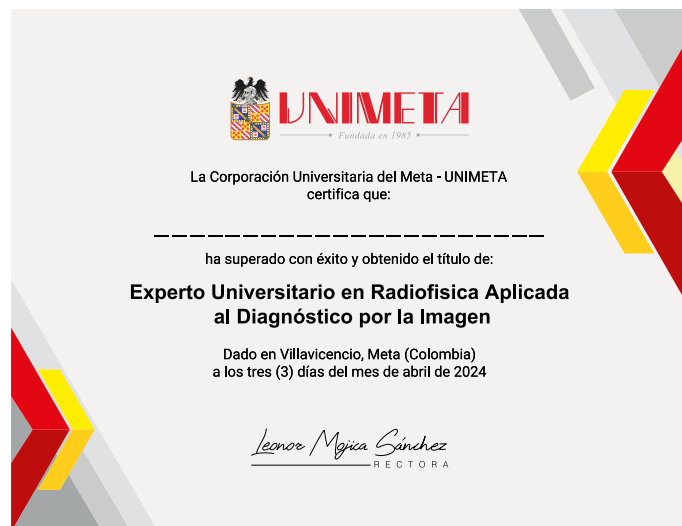 UNIMETA
Fundada en 1985
La Corporación Universitaria del Meta - UNIMETA
certifica que:
ha superado con éxito y obtenido el título de:
Experto Universitario en Radiofisica Aplicada
al Diagnóstico por la Imagen
Dado en Villavicencio, Meta (Colombia)
a los tres (3) días del mes de abril de 2024
Leonor Mojica Sánchez
RECTORA